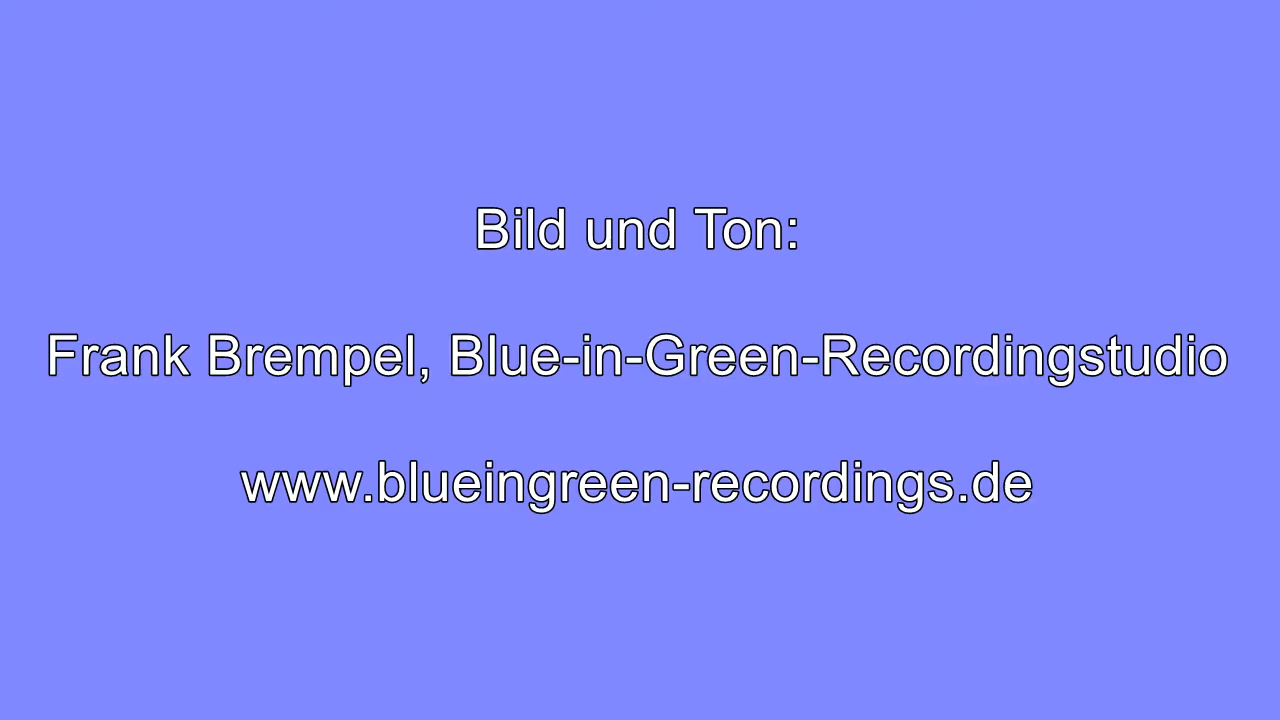 Bild und Ton:
Frank Brempel, Blue-in-Green-Recordingstudio
www.blueingreen-recordings.de